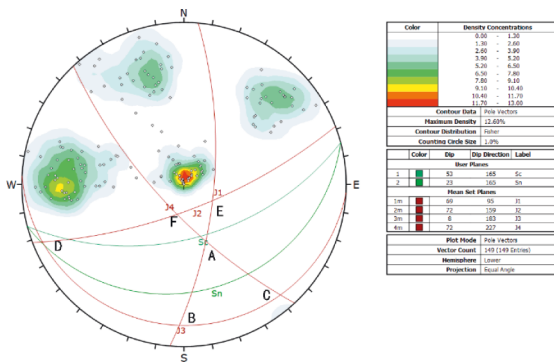 N
W
E
S
J1
J4
J2
E
F
D
Sc
A
Sn
C
B
J3
Color Density Concentrations
0.00 - 1.30
1.30 - 2.60
2.60 - 3.90
3.90 - 5.20
5.20 - 6.50
6.50 - 7.80
7.80 - 9.10
9.10 - 10.40
10.40 - 11.70
11.70 - 13.00
Contour Data Pole Vectors
Maximum Density 12.60%
Contour Distribution Fisher
Counting Circle Size 1.0%
Color Dip Dip Direction Label
User Planes
1 165 Sc
2 23 165 Sn
Mean Set Planes
1m 69 95 J1
2m 72 159 J2
3m 183 J3
4m 72 227 J4
Plot Mode Pole Vectors
Vector Count 149 (149 Entries)
Hemisphere Lower
Projection Equal Angle